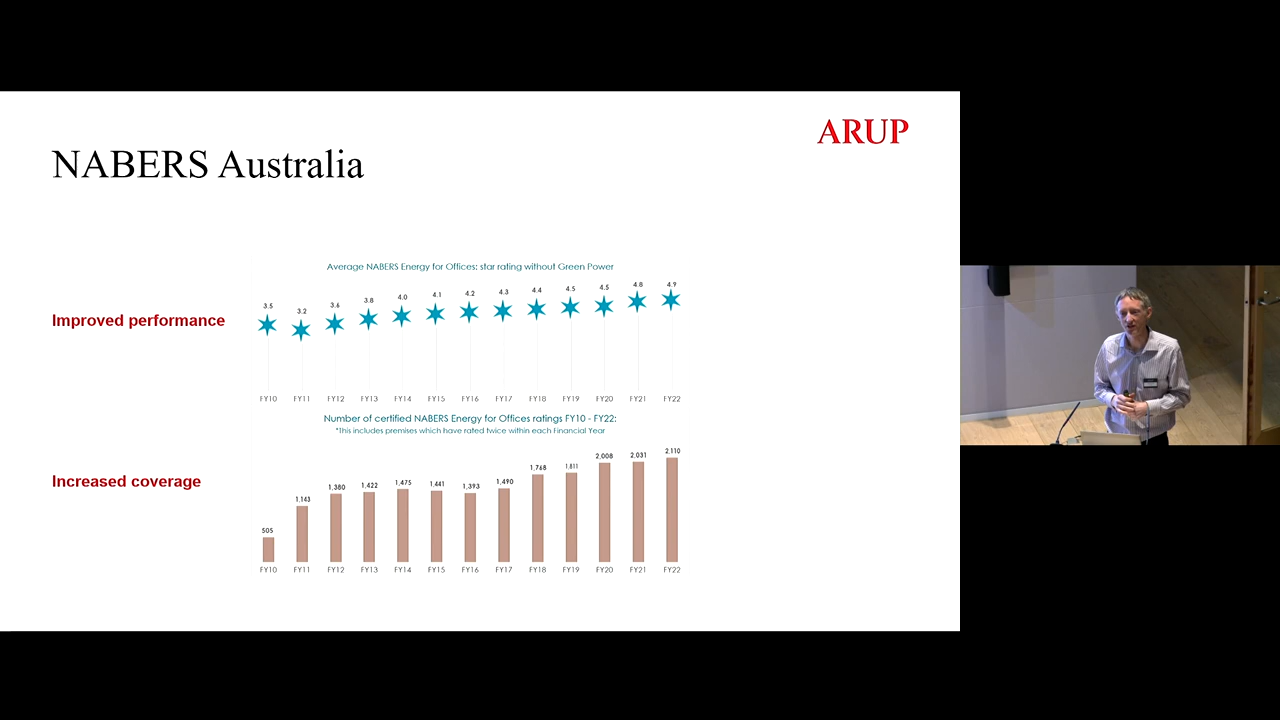 ARUP
NABERS Australia
Average NABERS Energy for Offices: star rating without Green Power
3.5 3.2 3.6 3.8 4.0 4.1 4.2 4.3 4.4 4.5 4.5 4.8 4.9
Improved performance
FY10 FY11 FY12 FY13 FY14 FY15 FY16 FY17 FY18 FY19 FY20 FY21 FY22
Number of certified NABERS Energy for Offices ratings FY10 - FY22:
*This includes premises which have rated twice within each Financial Year
505 1,143 1,380 1,422 1,475 1,441 1,393 1,490 1,768 1,811 2,008 2,031 2,110
Increased coverage
FY10 FY11 FY12 FY13 FY14 FY15 FY16 FY17 FY18 FY19 FY20 FY21 FY22